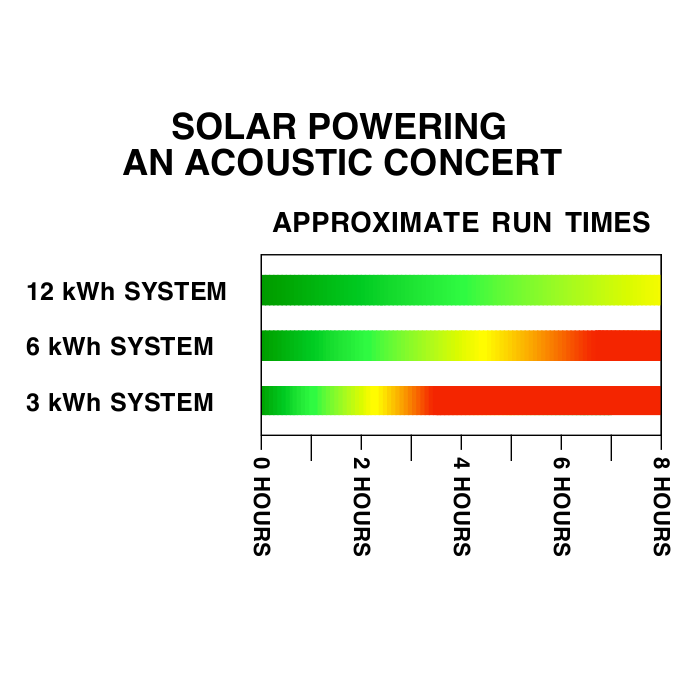 SOLAR POWERING
AN ACOUSTIC CONCERT
APPROXIMATE RUN TIMES
12 kWh SYSTEM
6 kWh SYSTEM
3 kWh SYSTEM
0 HOURS
2 HOURS
4 HOURS
6 HOURS
8 HOURS